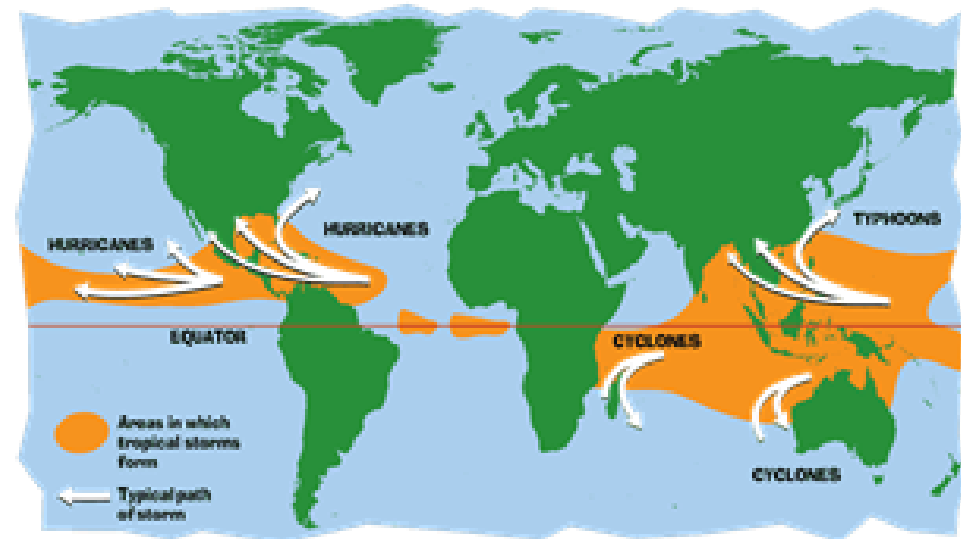 HURRICANES
HURRICANES
TYPHOONS
EQUATOR
CYCLONES
CYCLONES
Areas in which
tropical storms
form
Typical path
of storm